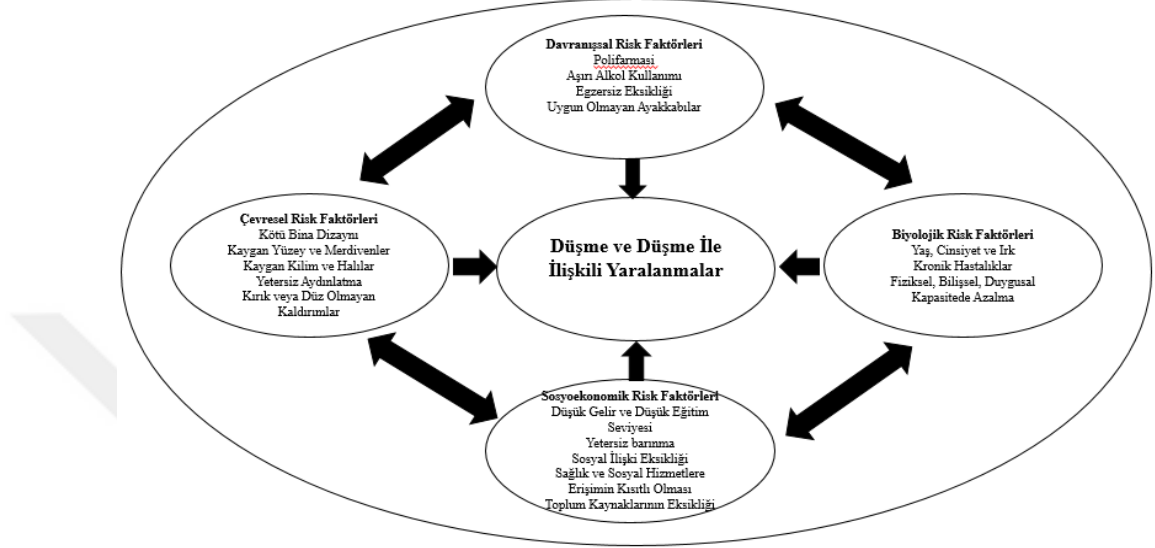 Davranışsal Risk Faktörleri
Polifarmasi
Aşırı Alkol Kullanımı
Egzersiz Eksikliği
Uygun Olmayan Ayakkabılar
Çevresel Risk Faktörleri
Kötü Bina Dizaynı
Kaygan Yüzey ve Merdivenler
Kaygan Kilim ve Halılar
Yetersiz Aydınlatma
Kırık veya Düz Olmayan
Kaldırımlar
Düşme ve Düşme İle
İlişkili Yaralanmalar
Biyolojik Risk Faktörleri
Yaş, Cinsiyet ve Irk
Kronik Hastalıklar
Fiziksel, Bilişsel, Duygusal
Kapasitede Azalma
Sosyoekonomik Risk Faktörleri
Düşük Gelir ve Düşük Eğitim
Seviyesi
Yetersiz barınma
Sosyal İlişki Eksikliği
Sağlık ve Sosyal Hizmetlere
Erişimin Kısıtlı Olması
Toplum Kaynaklarının Eksikliği